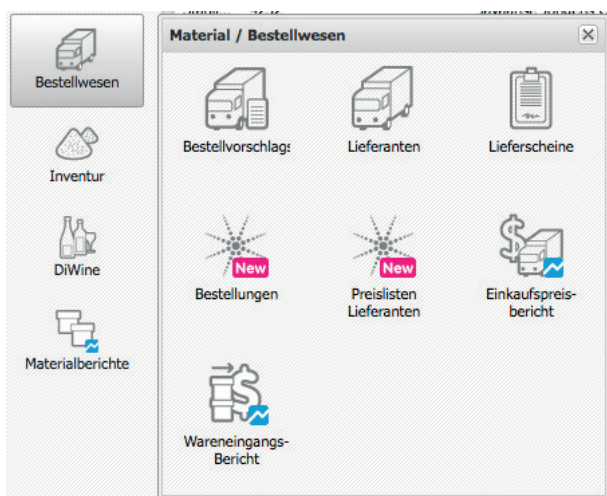 Bestellwesen
Inventur
DiWine
Materialberichte
Material / Bestellwesen
Bestellvorschlags
Lieferanten
Lieferscheine
New
Bestellungen
New
Preislisten
Lieferanten
Einkaufspreis-
bericht
Wareneingangs-
Bericht